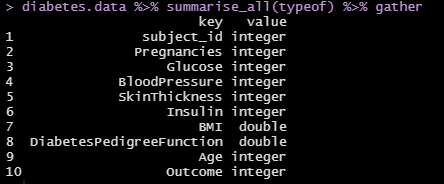 > diabetes.data %>% summarise_all(typeof) %>% gather
key value
1 subject_id integer
2 Pregnancies integer
3 Glucose integer
4 BloodPressure integer
5 SkinThickness integer
6 Insulin integer
7 BMI double
8 DiabetesPedigreeFunction double
9 Age integer
10 Outcome integer